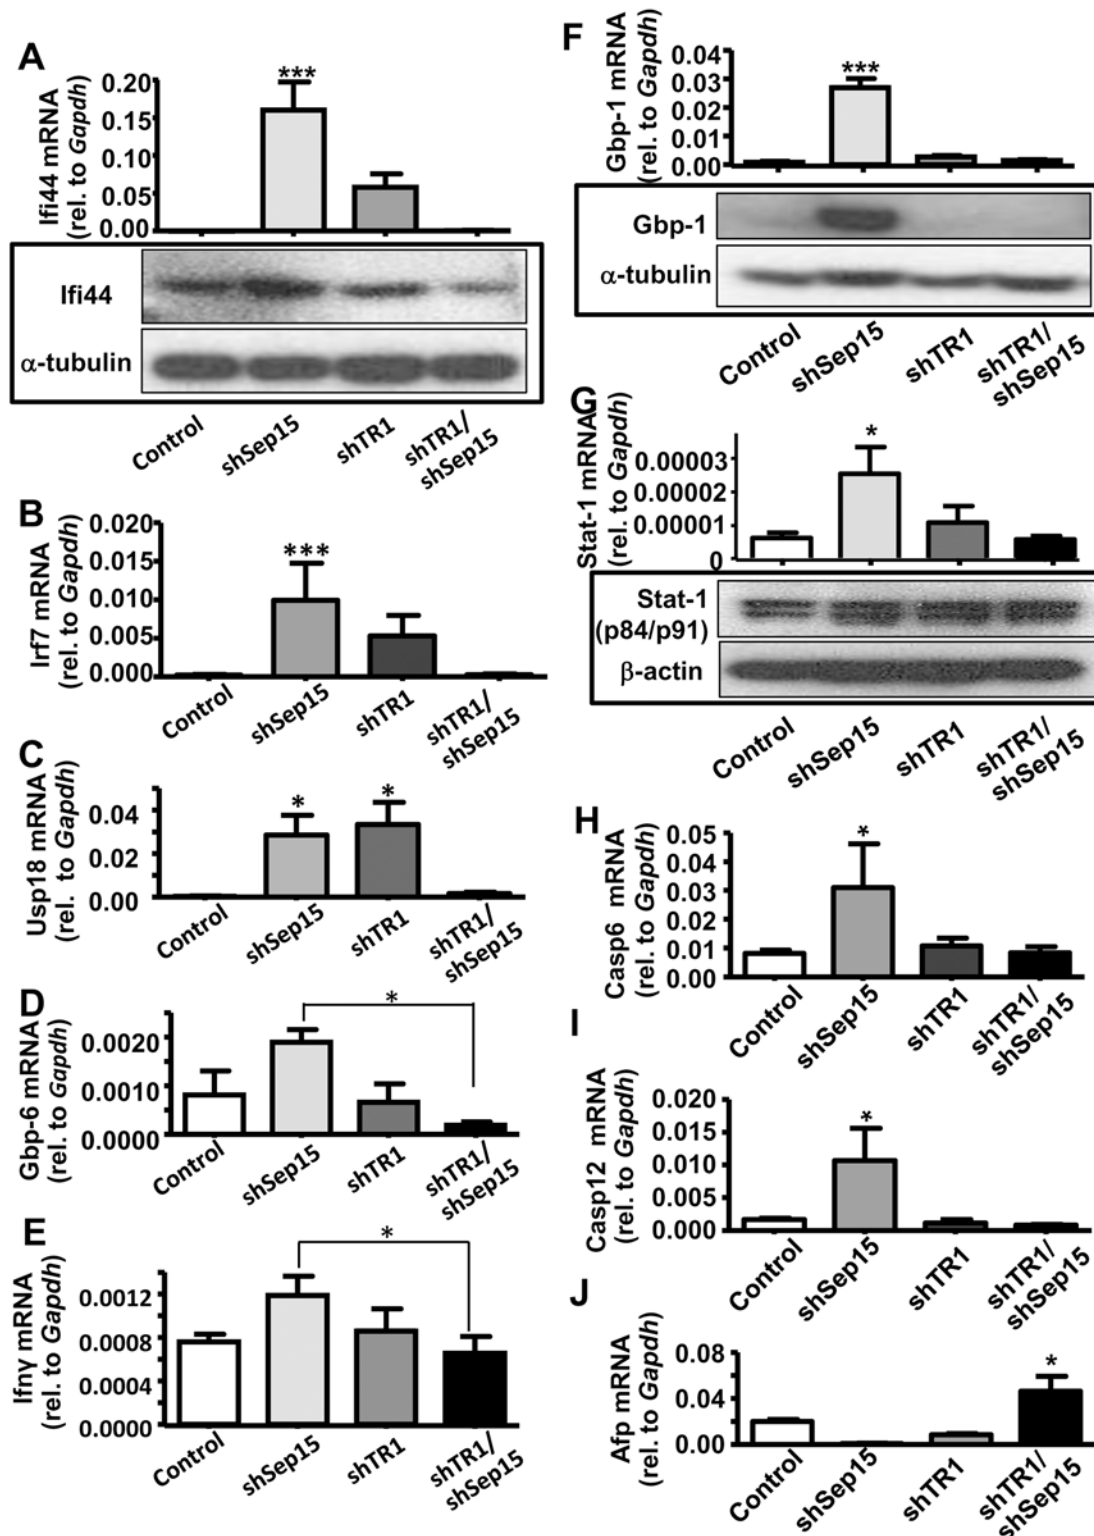 A
Ifi44 mRNA
(rel. to Gapdh)
0.20
0.15
0.10
0.05
0.00
***
Ifi44
α-tubulin
Control
shSep15
shTR1
shTR1/
shSep15
B
Irf7 mRNA
(rel. to Gapdh)
0.020
0.015
0.010
0.005
0.000
***
Control
shSep15
shTR1
shTR1/
shSep15
C
Usp18 mRNA
(rel. to Gapdh)
0.04
0.02
0.00
*
*
Control
shSep15
shTR1
shTR1/
shSep15
D
Gbp-6 mRNA
(rel. to Gapdh)
0.0020
0.0010
0.0000
*
Control
shSep15
shTR1
shTR1/
shSep15
E
Ifnγ mRNA
(rel. to Gapdh)
0.0012
0.0008
0.0004
0.0000
*
Control
shSep15
shTR1
shTR1/
shSep15
F
Gbp-1 mRNA
(rel. to Gapdh)
0.04
0.03
0.02
0.01
0.00
***
Gbp-1
α-tubulin
Control
shSep15
shTR1
shTR1/
shSep15
G
Stat-1 mRNA
(rel. to Gapdh)
0.00003
0.00002
0.00001
0
*
Stat-1
(p84/p91)
β-actin
Control
shSep15
shTR1
shTR1/
shSep15
H
Casp6 mRNA
(rel. to Gapdh)
0.05
0.04
0.03
0.02
0.01
0.00
*
Control
shSep15
shTR1
shTR1/
shSep15
I
Casp12 mRNA
(rel. to Gapdh)
0.020
0.015
0.010
0.005
0.000
*
Control
shSep15
shTR1
shTR1/
shSep15
J
Afp mRNA
(rel. to Gapdh)
0.08
0.04
0.00
*
Control
shSep15
shTR1
shTR1/
shSep15